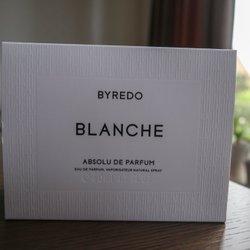 BYREDO
BLANCHE
ABSOLU DE PARFUM
EAU DE PARFUM, VAPORISATEUR NATURAL SPRAY